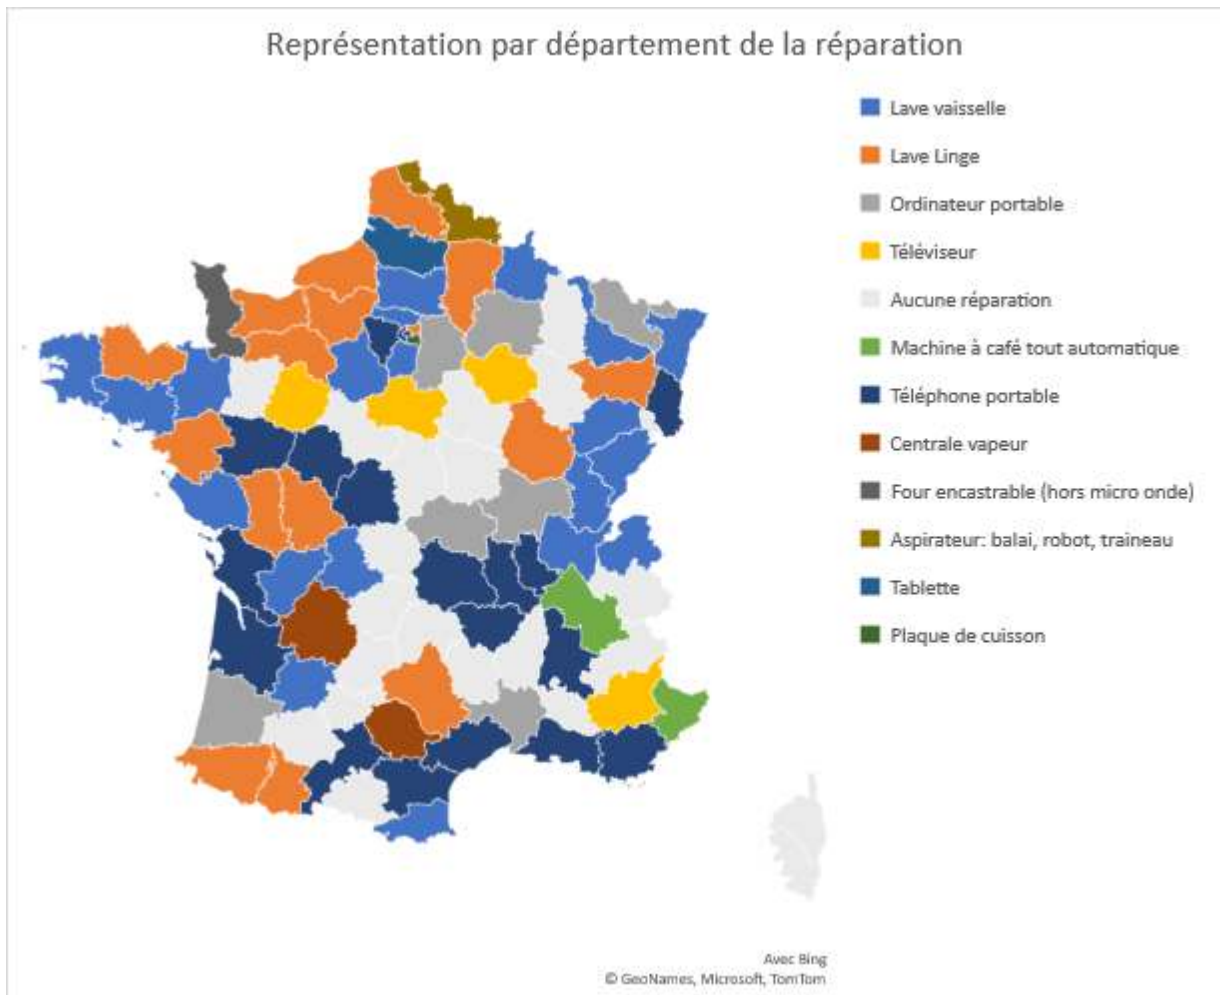 Représentation par département de la réparation
Lave vaisselle
Lave Linge
Ordinateur portable
Téléviseur
Aucune réparation
Machine à café tout automatique
Téléphone portable
Centrale vapeur
Four encastrable (hors micro onde)
Aspirateur: balai, robot, traineau
Tablette
Plaque de cuisson
Avec Bing
© GeoNames, Microsoft, TomTom